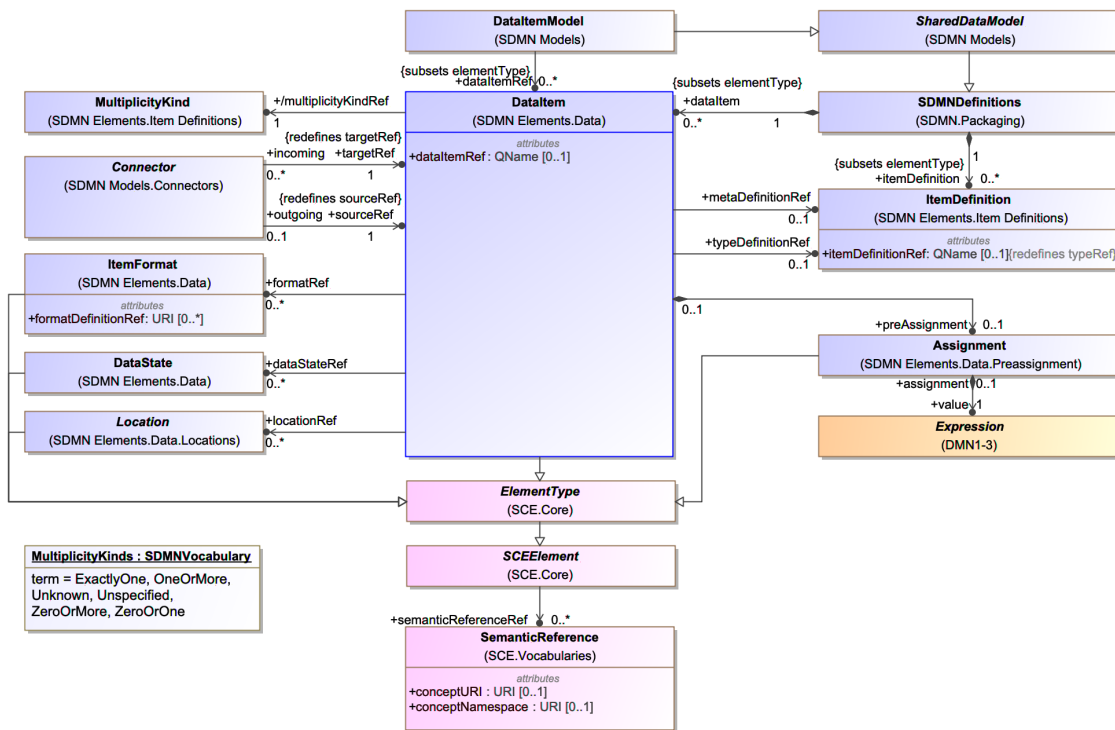 DataItemModel
(SDMN Models)
SharedDataModel
(SDMN Models)
{subsets elementType}
+dataItemRef 0..*
{subsets elementType}
+dataItem
0..*
1
MultiplicityKind
(SDMN Elements.Item Definitions)
+/multiplicityKindRef
1
DataItem
(SDMN Elements.Data)
attributes
+dataItemRef : QName [0..1]
SDMNDefinitions
(SDMN.Packaging)
1
{subsets elementType}
+itemDefinition
0..*
Connector
(SDMN Models.Connectors)
{redefines targetRef}
+incoming +targetRef
0..* 1
{redefines sourceRef}
+outgoing +sourceRef
0..1 1
+metaDefinitionRef
0..1
+typeDefinitionRef
0..1
ItemDefinition
(SDMN Elements.Item Definitions)
attributes
+itemDefinitionRef : QName [0..1]{redefines typeRef}
ItemFormat
(SDMN Elements.Data)
attributes
+formatDefinitionRef : URI [0..*]
+formatRef
0..*
0..1
+preAssignment
0..1
DataState
(SDMN Elements.Data)
+dataStateRef
0..*
Assignment
(SDMN Elements.Data.Preassignment)
+assignment 0..1
+value 1
Location
(SDMN Elements.Data.Locations)
+locationRef
0..*
Expression
(DMN1-3)
ElementType
(SCE.Core)
SCEElement
(SCE.Core)
MultiplicityKinds : SDMNVocabulary
term = ExactlyOne, OneOrMore,
Unknown, Unspecified,
ZeroOrMore, ZeroOrOne
+semanticReferenceRef
0..*
SemanticReference
(SCE.Vocabularies)
attributes
+conceptURI : URI [0..1]
+conceptNamespace : URI [0..1]